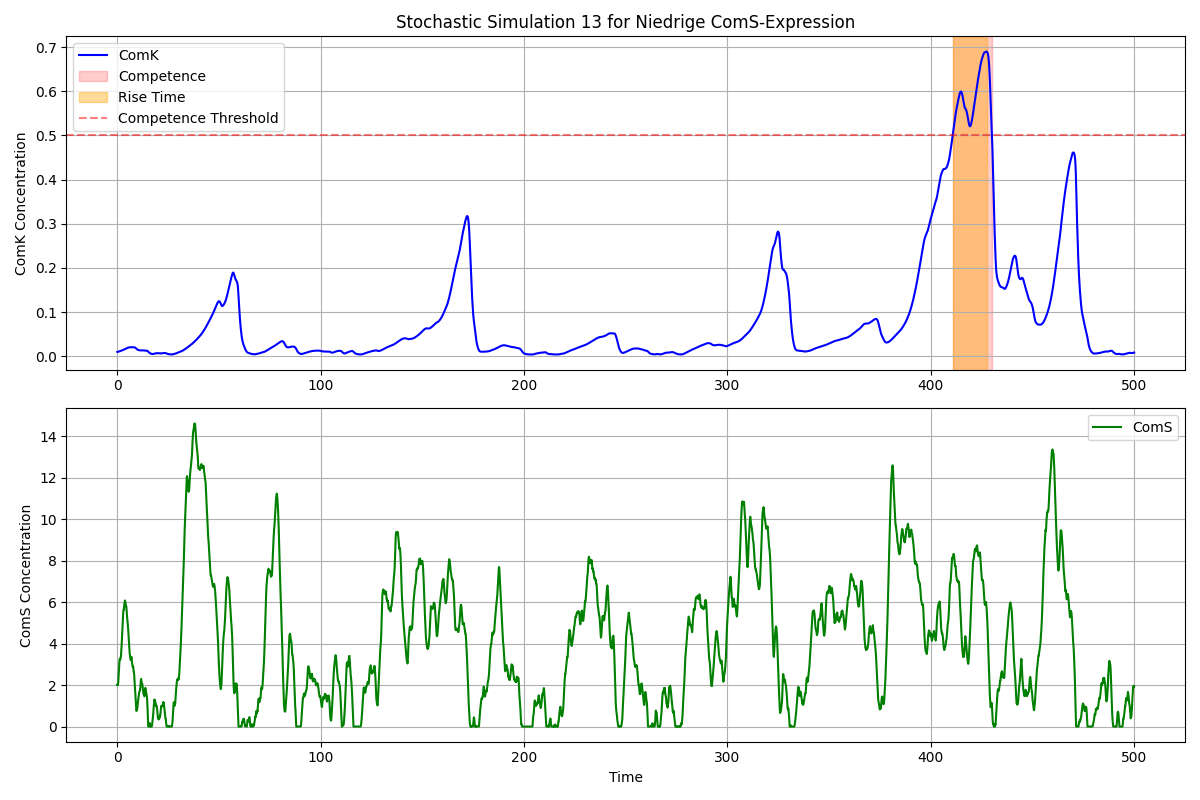 Stochastic Simulation 13 for Niedrige ComS-Expression
ComK Concentration
0.7
0.6
0.5
0.4
0.3
0.2
0.1
0.0
ComK
Competence
Rise Time
Competence Threshold
0 100 200 300 400 500
ComS Concentration
14
12
10
8
6
4
2
0
ComS
0 100 200 300 400 500
Time